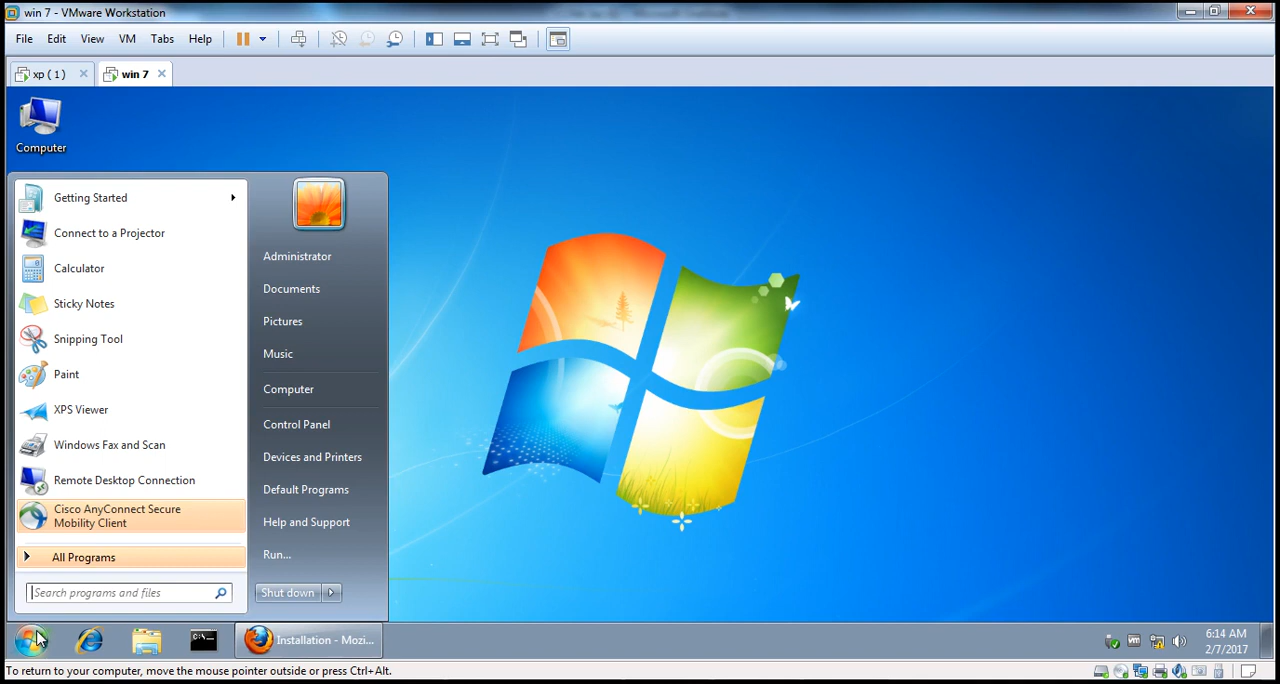 win 7 - VMware Workstation
File Edit View VM Tabs Help
xp ( 1 )
win 7
Computer
Getting Started
Connect to a Projector
Calculator
Sticky Notes
Snipping Tool
Paint
XPS Viewer
Windows Fax and Scan
Remote Desktop Connection
Cisco AnyConnect Secure
Mobility Client
All Programs
Search programs and files
Administrator
Documents
Pictures
Music
Computer
Control Panel
Devices and Printers
Default Programs
Help and Support
Run...
Shut down
C:\_
Installation - Mozi...
vm
6:14 AM
2/7/2017
To return to your computer, move the mouse pointer outside or press Ctrl+Alt.